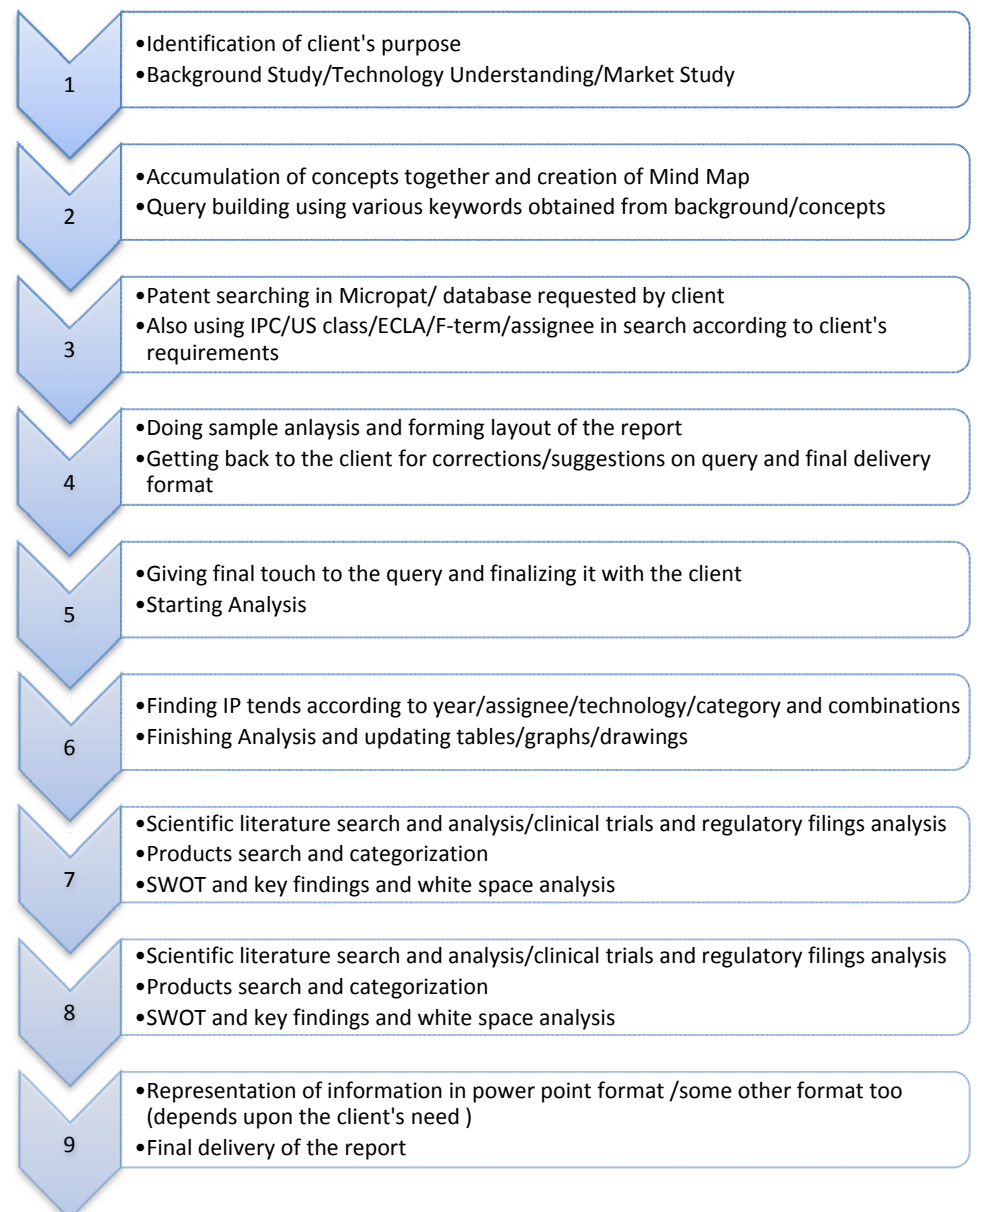 1
•Identification of client's purpose
•Background Study/Technology Understanding/Market Study
2
•Accumulation of concepts together and creation of Mind Map
•Query building using various keywords obtained from background/concepts
3
•Patent searching in Micropat/ database requested by client
•Also using IPC/US class/ECLA/F-term/assignee in search according to client's
requirements
4
•Doing sample anlaysis and forming layout of the report
•Getting back to the client for corrections/suggestions on query and final delivery
format
5
•Giving final touch to the query and finalizing it with the client
•Starting Analysis
6
•Finding IP tends according to year/assignee/technology/category and combinations
•Finishing Analysis and updating tables/graphs/drawings
7
•Scientific literature search and analysis/clinical trials and regulatory filings analysis
•Products search and categorization
•SWOT and key findings and white space analysis
8
•Scientific literature search and analysis/clinical trials and regulatory filings analysis
•Products search and categorization
•SWOT and key findings and white space analysis
9
•Representation of information in power point format /some other format too
(depends upon the client's need )
•Final delivery of the report